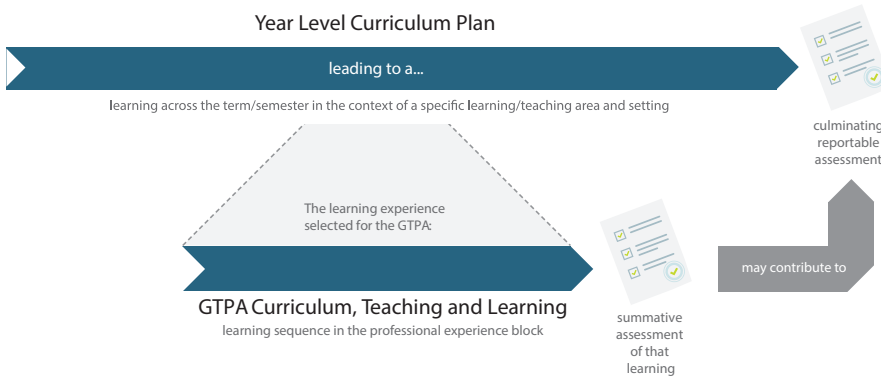 Year Level Curriculum Plan
leading to a...
learning across the term/semester in the context of a specific learning/teaching area and setting
culminating
reportable
assessment
The learning experience
selected for the GTPA:
may contribute to
GTPA Curriculum, Teaching and Learning
learning sequence in the professional experience block
summative
assessment
of that
learning